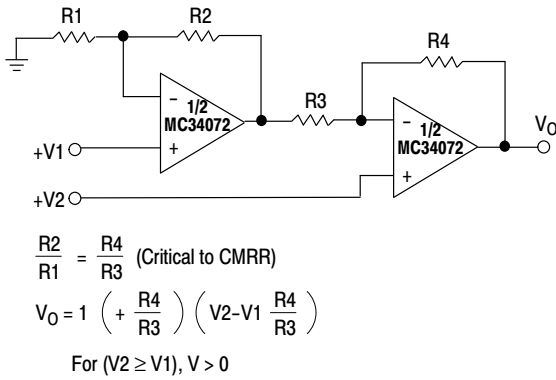 R1 R2
R4
R3
1/2
MC34072
1/2
MC34072
VO
+V1
+V2
−
+
−
+
R2/R1 = R4/R3 (Critical to CMRR)
VO = 1 ( + R4/R3 ) ( V2−V1 R4/R3 )
For (V2 ≥ V1), V > 0